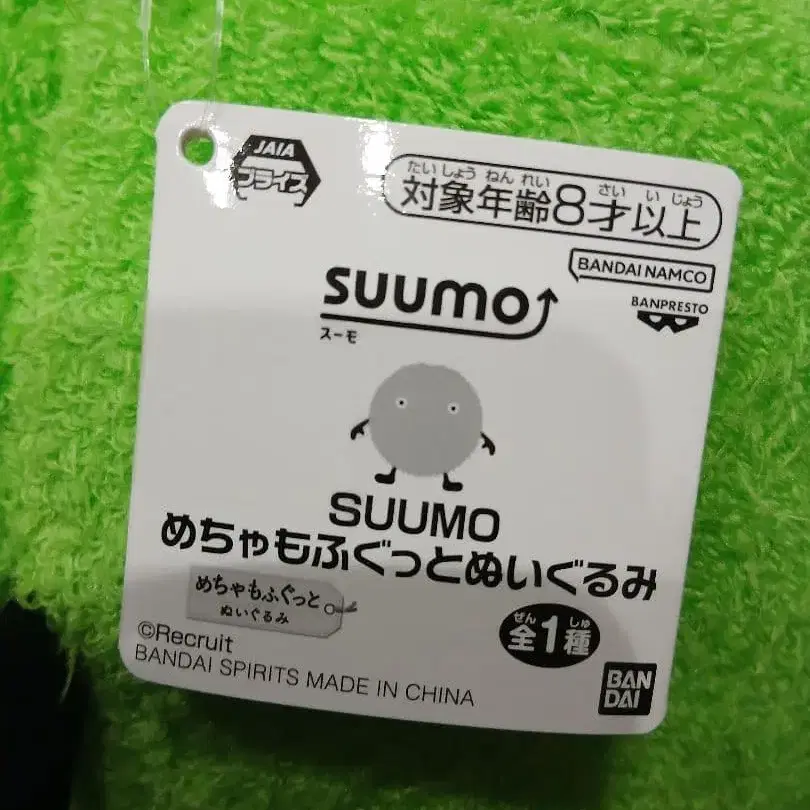 JAIA
プライズ
たいしょう ねん れい さい い じょう
対象年齢8才以上
BANDAI NAMCO
BANPRESTO
suumo
スーモ
SUUMO
めちゃもふぐっとぬいぐるみ
めちゃもふぐっと
ぬいぐるみ
ぜん しゅ
全1種
©Recruit
BANDAI SPIRITS MADE IN CHINA
BAN
DAI